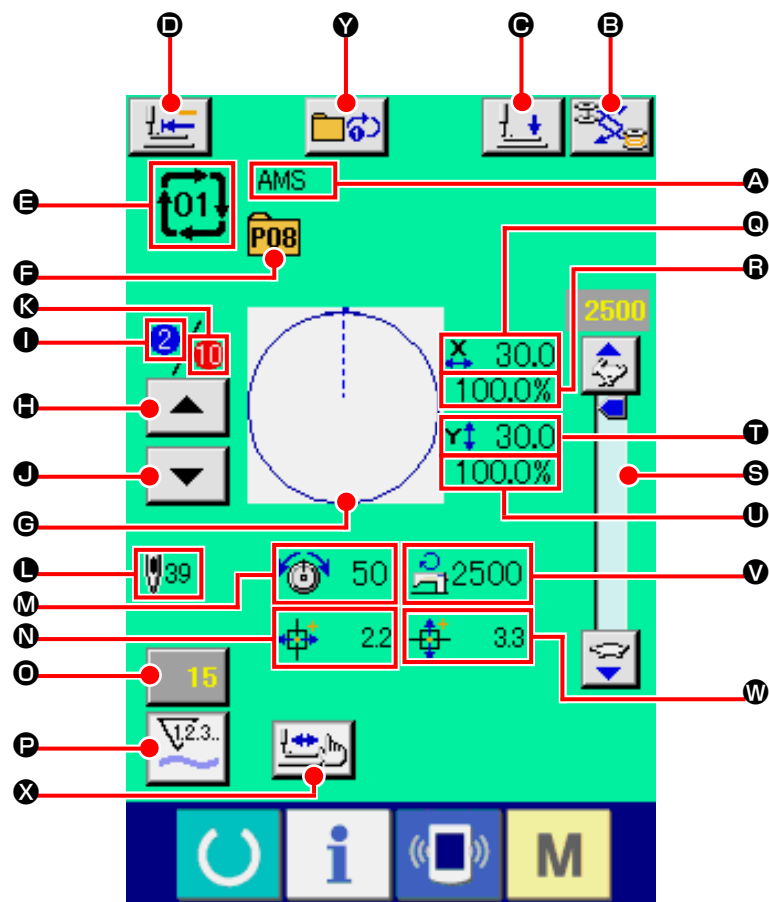 D Y C B
AMS A
E 01
Q
P08
F R
K 2500
I 2 / 10 X 30.0
/ 100.0%
H
Y 30.0 T
J 100.0% S
G U
L 39 50 2500 V
M
N 2.2 3.3
O 15 W
P 1.2.3..
X
i M